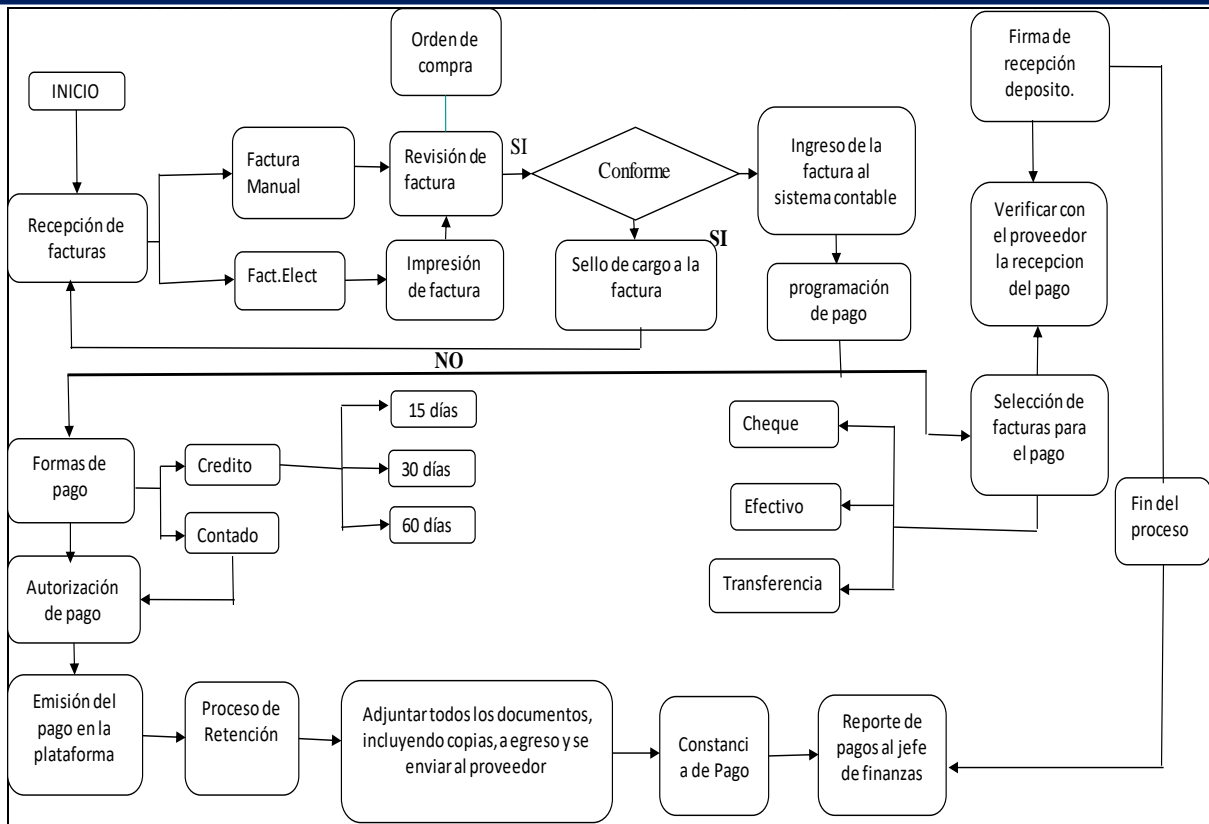 INICIO
Recepción de
facturas
Factura
Manual
Fact.Elect
Orden de
compra
Revisión de
factura
Impresión
de factura
SI
Conforme
SI
Sello de cargo a la
factura
Ingreso de la
factura al
sistema contable
programación
de pago
Firma de
recepción
deposito.
Verificar con
el proveedor
la recepcion
del pago
Selección de
facturas para
el pago
NO
Formas de
pago
Credito
Contado
15 días
30 días
60 días
Cheque
Efectivo
Transferencia
Fin del
proceso
Autorización
de pago
Emisión del
pago en la
plataforma
Proceso de
Retención
Adjuntar todos los documentos,
incluyendo copias, a egreso y se
enviar al proveedor
Constanci
a de Pago
Reporte de
pagos al jefe
de finanzas